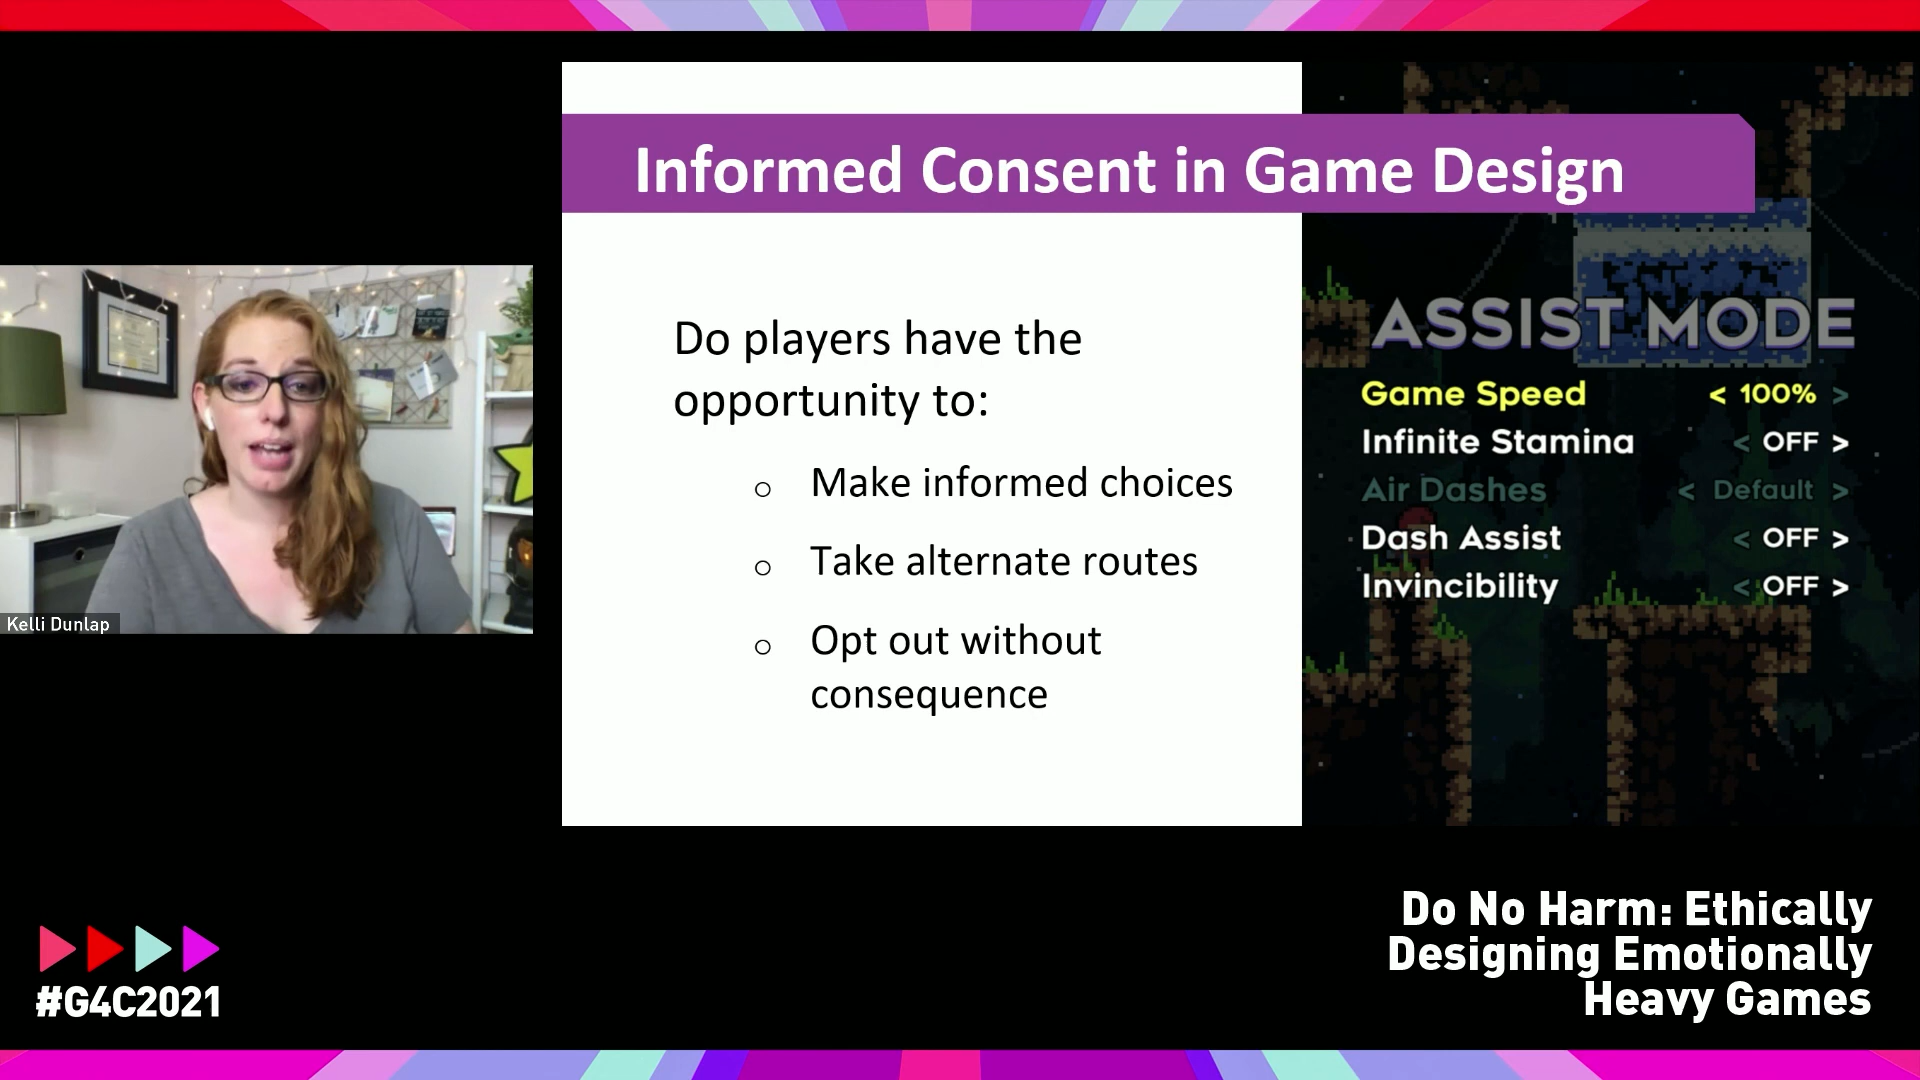 Informed Consent in Game Design
Do players have the
opportunity to:
o Make informed choices
o Take alternate routes
o Opt out without
consequence
ASSIST MODE
Game Speed < 100% >
Infinite Stamina < OFF >
Air Dashes < Default >
Dash Assist < OFF >
Invincibility < OFF >
Kelli Dunlap
#G4C2021
Do No Harm: Ethically
Designing Emotionally
Heavy Games